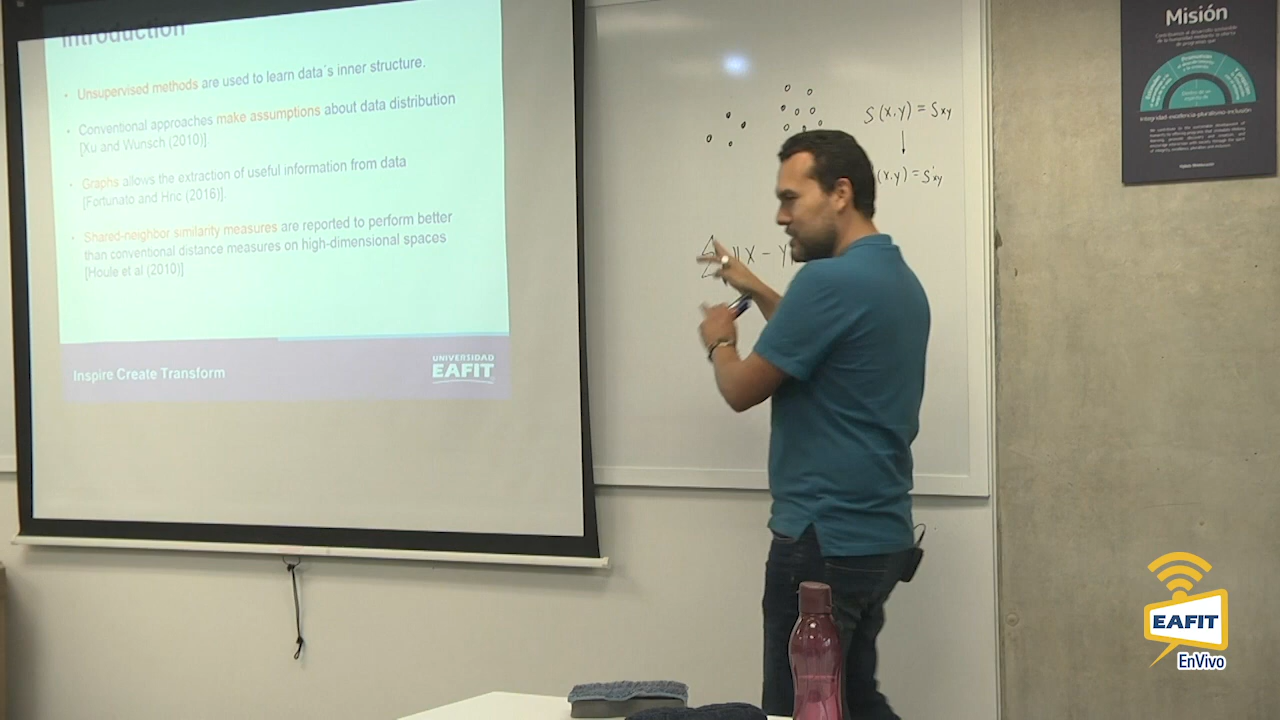 Introduction
• Unsupervised methods are used to learn data´s inner structure.
• Conventional approaches make assumptions about data distribution
[Xu and Wunsch (2010)]
• Graphs allows the extraction of useful information from data
[Fortunato and Hric (2016)].
• Shared-neighbor similarity measures are reported to perform better
than conventional distance measures on high-dimensional spaces
[Houle et al (2010)]
Inspire Create Transform
UNIVERSIDAD
EAFIT
S(x,y) = Sxy
(x,y) = S'xy
||X - Y
Misión
Integridad·excelencia·pluralismo·inclusión
EAFIT
EnVivo